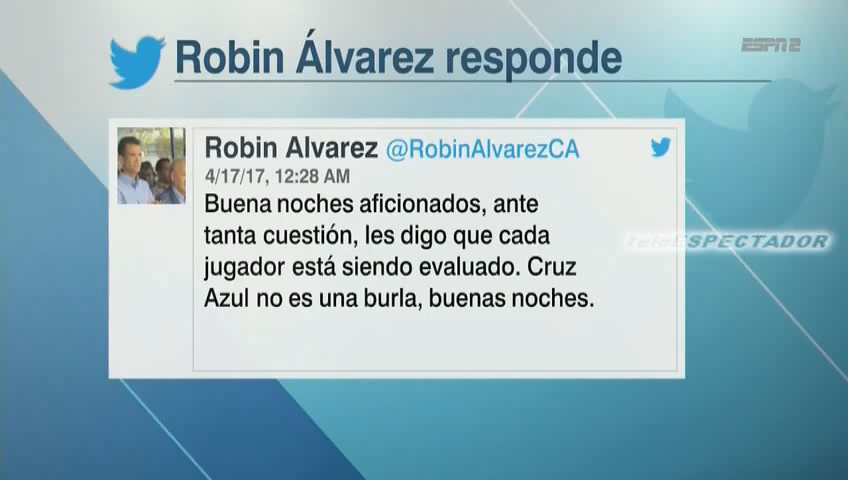 Robin Álvarez responde
ESPN2
Robin Alvarez @RobinAlvarezCA
4/17/17, 12:28 AM
Buena noches aficionados, ante
tanta cuestión, les digo que cada
jugador está siendo evaluado. Cruz
Azul no es una burla, buenas noches.
teleESPECTADOR